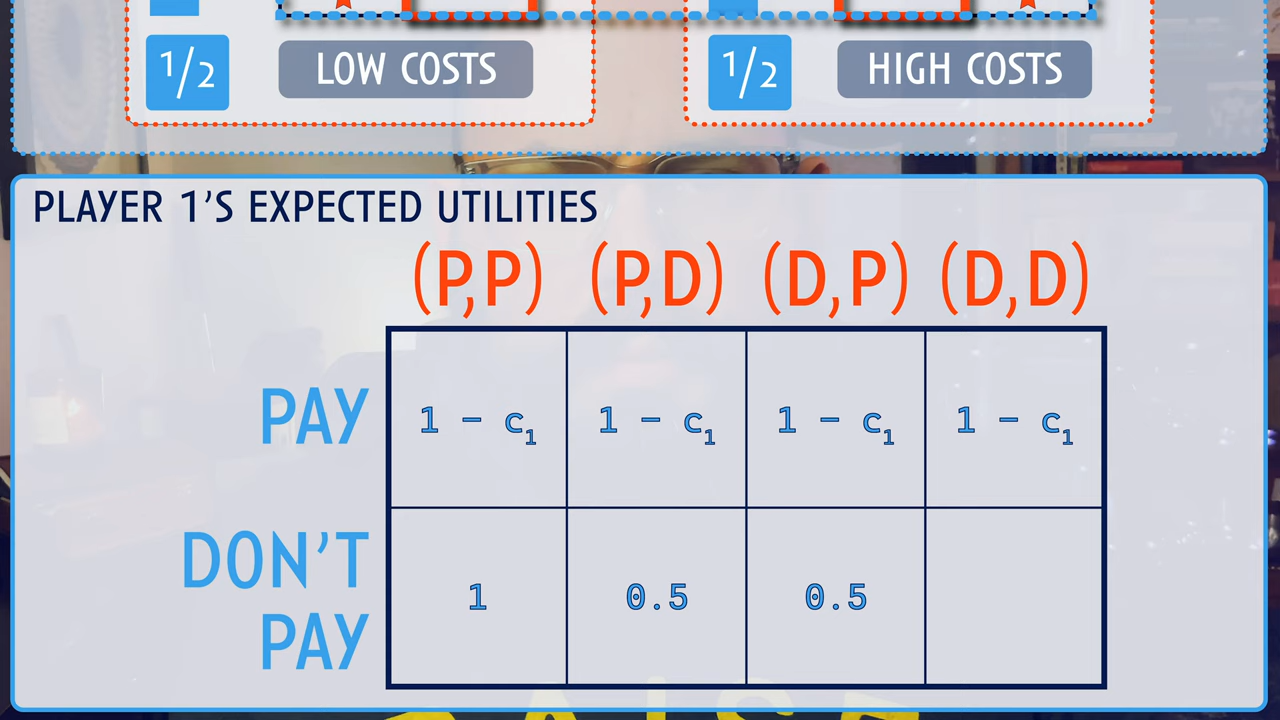 1/2 LOW COSTS 1/2 HIGH COSTS
PLAYER 1'S EXPECTED UTILITIES
(P,P) (P,D) (D,P) (D,D)
PAY 1 - c₁ 1 - c₁ 1 - c₁ 1 - c₁
DON'T
PAY
1 0.5 0.5